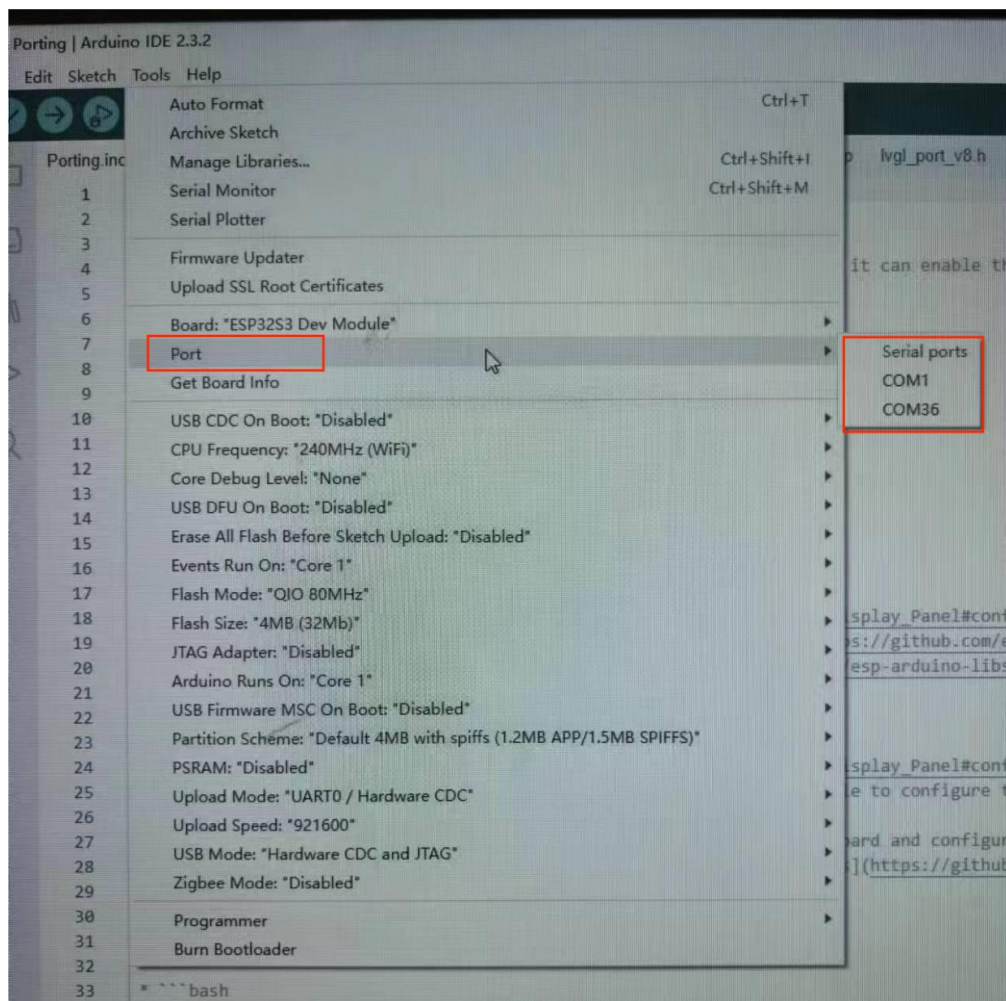 Porting | Arduino IDE 2.3.2
Edit Sketch Tools Help
Porting.inc
lvgl_port_v8.h
Auto Format Ctrl+T
Archive Sketch
Manage Libraries... Ctrl+Shift+I
Serial Monitor Ctrl+Shift+M
Serial Plotter
Firmware Updater
Upload SSL Root Certificates
Board: "ESP32S3 Dev Module"
Port
Get Board Info
Serial ports
COM1
COM36
USB CDC On Boot: "Disabled"
CPU Frequency: "240MHz (WiFi)"
Core Debug Level: "None"
USB DFU On Boot: "Disabled"
Erase All Flash Before Sketch Upload: "Disabled"
Events Run On: "Core 1"
Flash Mode: "QIO 80MHz"
Flash Size: "4MB (32Mb)"
JTAG Adapter: "Disabled"
Arduino Runs On: "Core 1"
USB Firmware MSC On Boot: "Disabled"
Partition Scheme: "Default 4MB with spiffs (1.2MB APP/1.5MB SPIFFS)"
PSRAM: "Disabled"
Upload Mode: "UART0 / Hardware CDC"
Upload Speed: "921600"
USB Mode: "Hardware CDC and JTAG"
Zigbee Mode: "Disabled"
Programmer
Burn Bootloader
1
2
3
4
5
6
7
8
9
10
11
12
13
14
15
16
17
18
19
20
21
22
23
24
25
26
27
28
29
30
31
32
33
it can enable th
splay_Panel#conf
ps://github.com/e
/esp-arduino-libs
splay_Panel#conf
le to configure t
oard and configur
](https://github
* ```bash